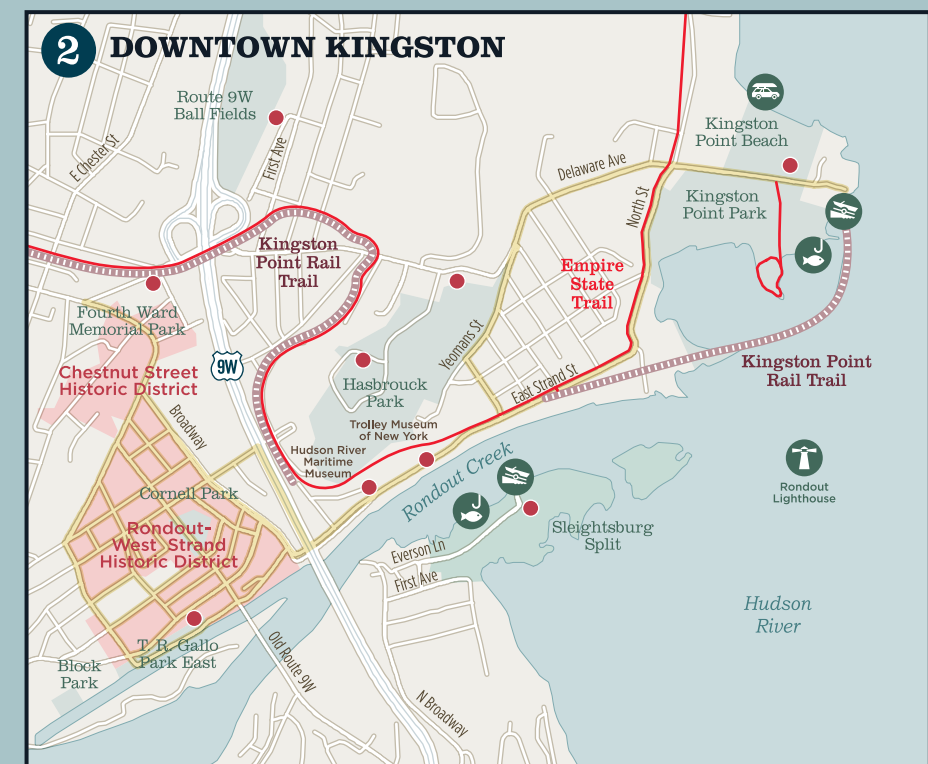 2 DOWNTOWN KINGSTON
Route 9W
Ball Fields
E Chester St
First Ave
Kingston
Point Beach
Delaware Ave
North St
Kingston
Point Park
Kingston
Point Rail
Trail
Empire
State
Trail
Fourth Ward
Memorial Park
Chestnut Street
Historic District
9W
Yeomans St
Kingston Point
Rail Trail
Hasbrouck
Park
East Strand St
Broadway
Trolley Museum
of New York
Hudson River
Maritime
Museum
Rondout Creek
Rondout
Lighthouse
Cornell Park
Rondout-
West Strand
Historic District
Sleightsburg
Split
Everson Ln
First Ave
Hudson
River
T. R. Gallo
Park East
Block
Park
Old Route 9W
N Broadway